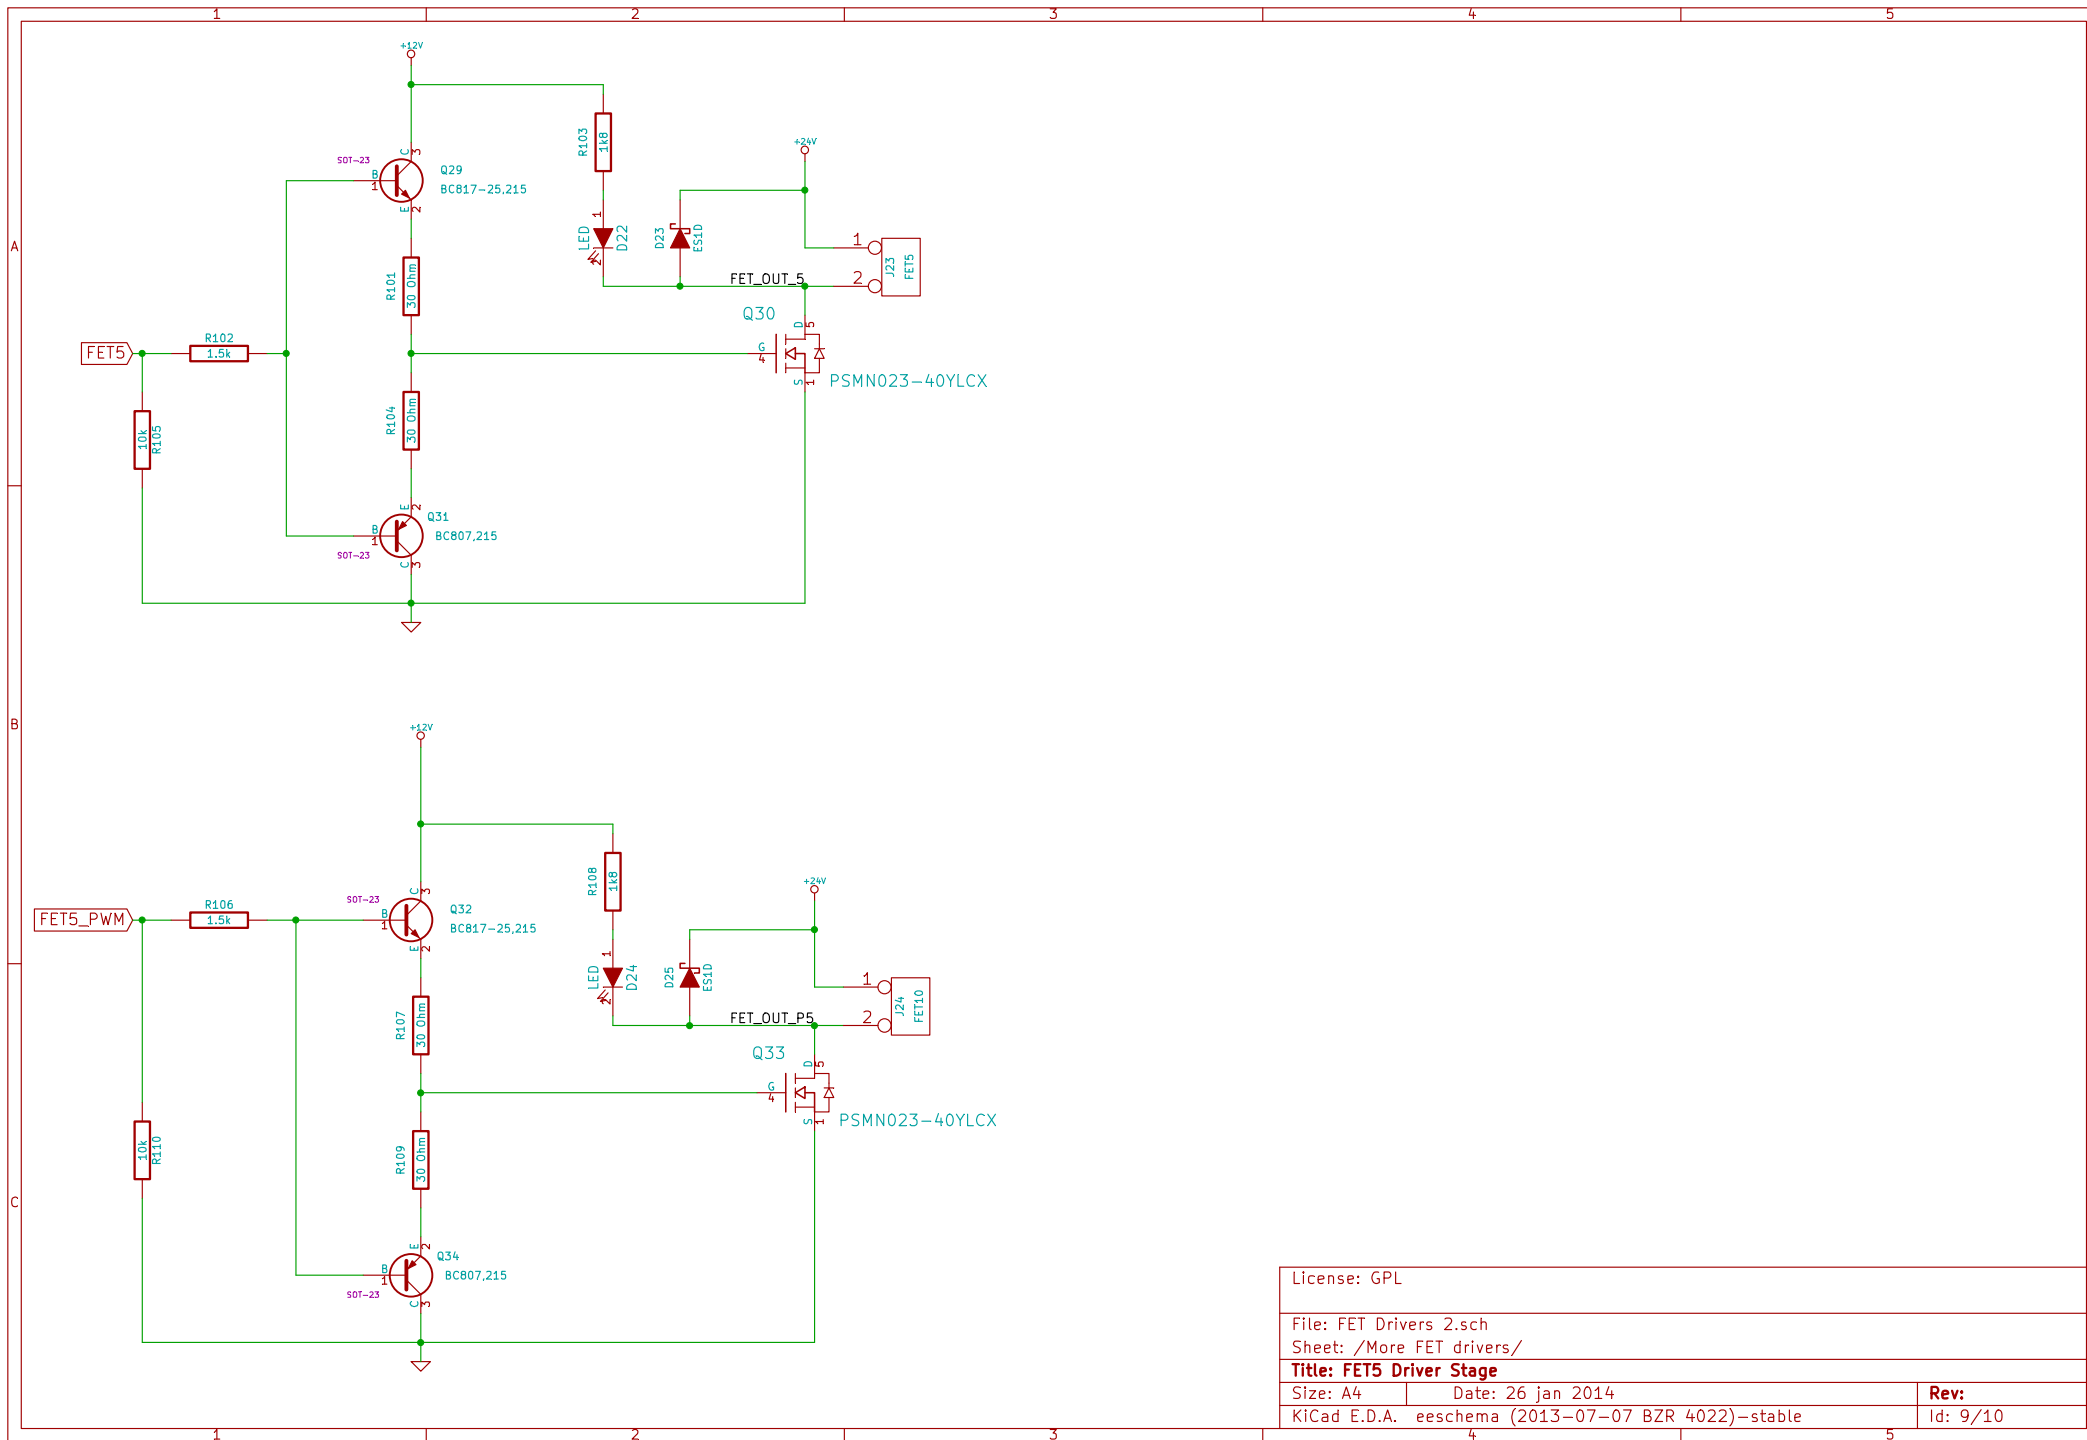 1 2 3 4 5
A
B
C
+12V
SOT-23
C 3
B 1
E 2
Q29
BC817-25,215
R103
1k8
+24V
1
LED
D22
2
D23
ES1D
1
2
J23
FET5
FET_OUT_5
R101
30 Ohm
Q30
D 5
G 4
S 1
PSMN023-40YLCX
FET5
R102
1.5k
R104
30 Ohm
10k
R105
E 2
B 1
C 3
Q31
BC807,215
SOT-23
+12V
SOT-23
C 3
B 1
E 2
Q32
BC817-25,215
R108
1k8
+24V
FET5_PWM
R106
1.5k
1
LED
D24
2
D25
ES1D
1
2
J24
FET10
FET_OUT_P5
R107
30 Ohm
Q33
D 5
G 4
S 1
PSMN023-40YLCX
10k
R110
R109
30 Ohm
E 2
B 1
C 3
Q34
BC807,215
SOT-23
License: GPL
File: FET Drivers 2.sch
Sheet: /More FET drivers/
Title: FET5 Driver Stage
Size: A4 Date: 26 jan 2014 Rev:
KiCad E.D.A. eeschema (2013-07-07 BZR 4022)-stable Id: 9/10
1 2 3 4 5